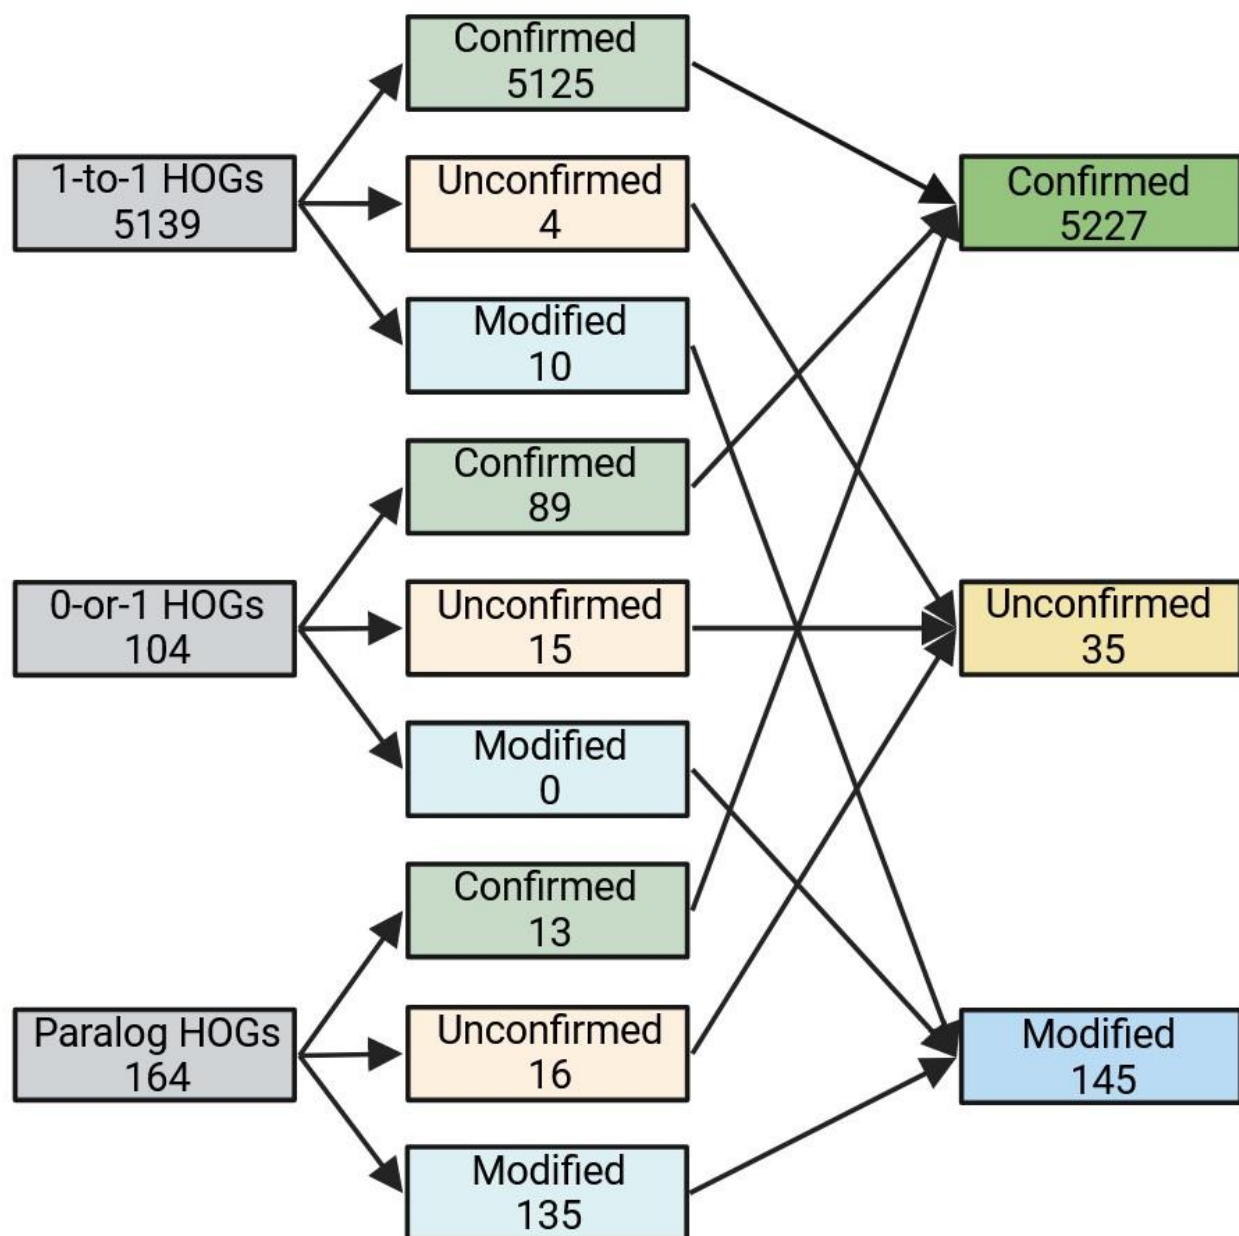 1-to-1 HOGs
5139
Confirmed
5125
Unconfirmed
4
Modified
10
0-or-1 HOGs
104
Confirmed
89
Unconfirmed
15
Modified
0
Paralog HOGs
164
Confirmed
13
Unconfirmed
16
Modified
135
Confirmed
5227
Unconfirmed
35
Modified
145